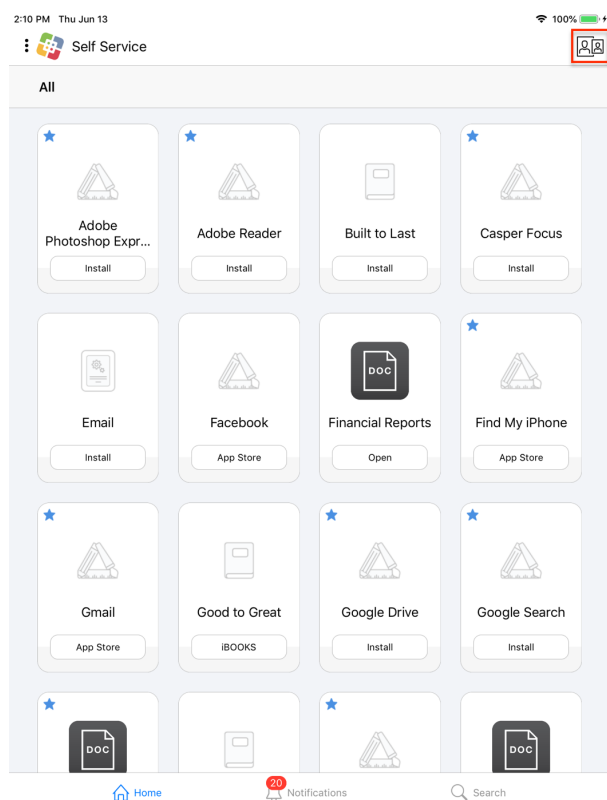 2:10 PM Thu Jun 13
100%
Self Service
All
Adobe
Photoshop Expr...
Install
Adobe Reader
Install
Built to Last
Install
Casper Focus
Install
Email
Install
Facebook
App Store
DOC
Financial Reports
Open
Find My iPhone
App Store
Gmail
App Store
Good to Great
iBOOKS
Google Drive
Install
Google Search
Install
DOC
DOC
Home
20
Notifications
Search